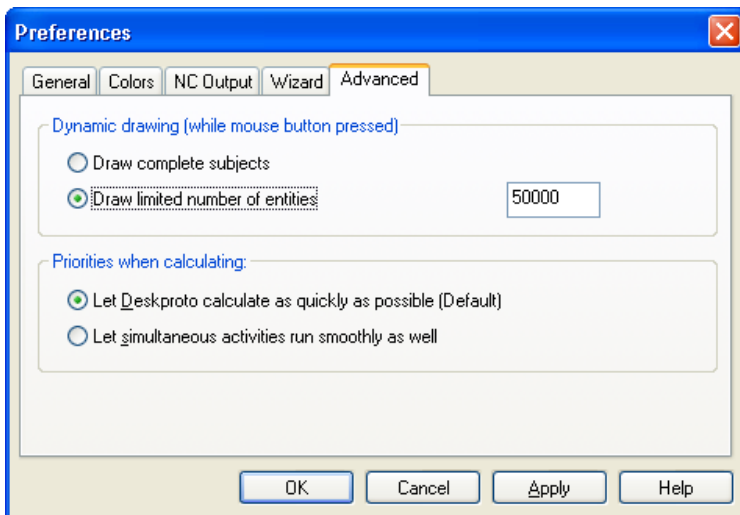 Preferences
General Colors NC Output Wizard Advanced
Dynamic drawing (while mouse button pressed)
Draw complete subjects
Draw limited number of entities 50000
Priorities when calculating:
Let Deskproto calculate as quickly as possible (Default)
Let simultaneous activities run smoothly as well
OK Cancel Apply Help